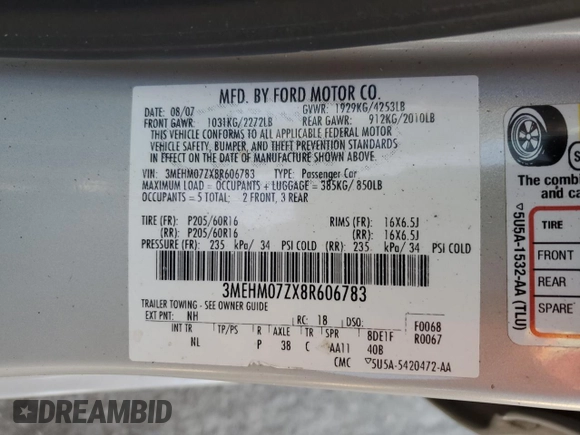 MFD. BY FORD MOTOR CO.
DATE: 08/07 GVWR: 1929KG/4253LB
FRONT GAWR: 1031KG/2272LB REAR GAWR: 912KG/2010LB
THIS VEHICLE CONFORMS TO ALL APPLICABLE FEDERAL MOTOR
VEHICLE SAFETY, BUMPER, AND THEFT PREVENTION STANDARDS
IN EFFECT ON THE DATE OF MANUFACTURE SHOWN ABOVE.
VIN: 3MEHM07ZX8R606783 TYPE: Passenger Car
MAXIMUM LOAD = OCCUPANTS + LUGGAGE = 385KG/ 850LB
OCCUPANTS = 5 TOTAL: 2 FRONT, 3 REAR
TIRE (FR): P205/60R16 RIMS (FR): 16X6.5J
(RR): P205/60R16 (RR): 16X6.5J
PRESSURE (FR): 235 kPa/ 34 PSI COLD (RR): 235 kPa/ 34 PSI COLD
3MEHM07ZX8R606783
TRAILER TOWING - SEE OWNER GUIDE
EXT PNT: NH RC: 18 DSO: F0068
INT TR TP/PS R AXLE TR SPR 8DE1F R0067
NL P 38 C AA11 40B
CMC ▽5U5A-5420472-AA
The combin
and ca
TIRE
FRONT
REAR
SPARE
▽5U5A-1532-AA (TLU)
DREAMBID